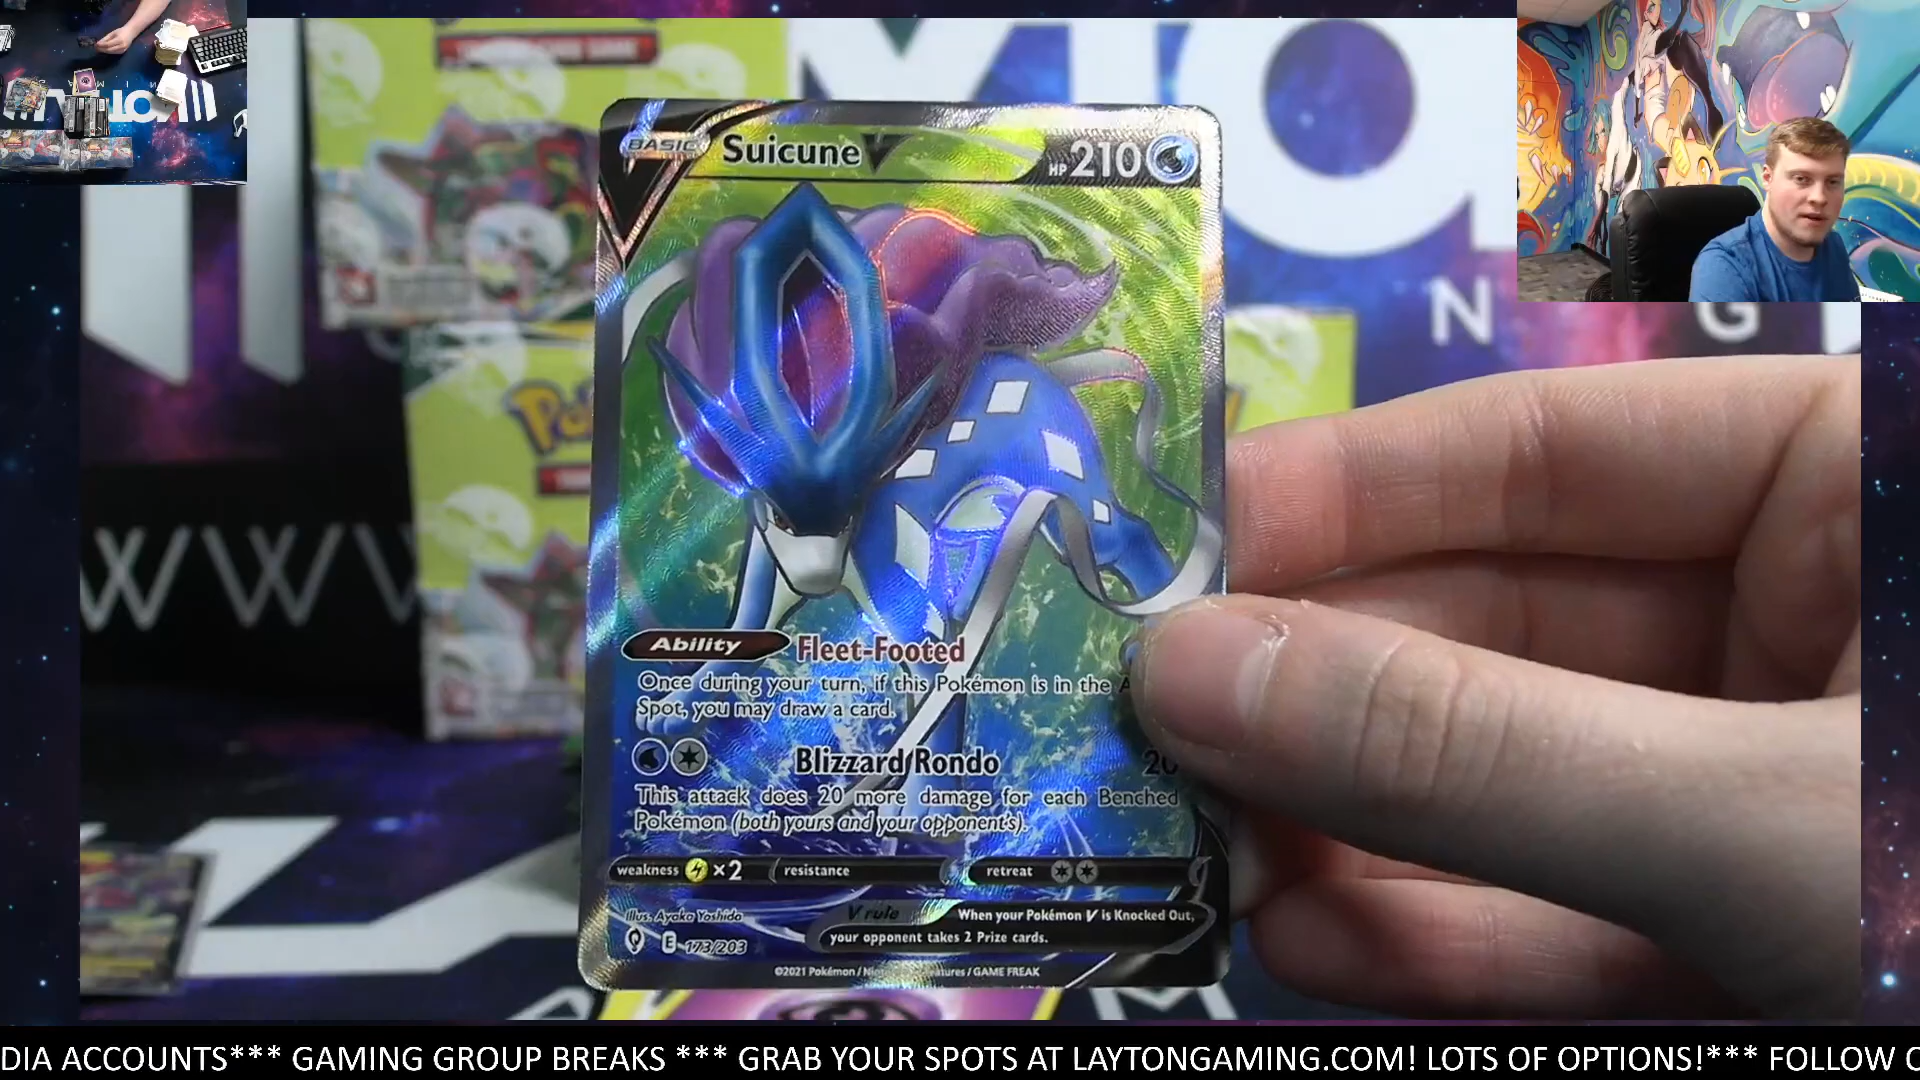 BASIC
Suicune V
HP 210
N G
WWW
Ability Fleet-Footed
Once during your turn, if this Pokémon is in the A
Spot, you may draw a card.
Blizzard Rondo 20
This attack does 20 more damage for each Benched
Pokémon (both yours and your opponent's).
weakness ×2 resistance retreat
Illus. Ayaka Yoshida
V rule When your Pokémon V is Knocked Out,
your opponent takes 2 Prize cards.
E 173/203
©2021 Pokémon / Nin atures / GAME FREAK
DIA ACCOUNTS*** GAMING GROUP BREAKS *** GRAB YOUR SPOTS AT LAYTONGAMING.COM! LOTS OF OPTIONS!*** FOLLOW O